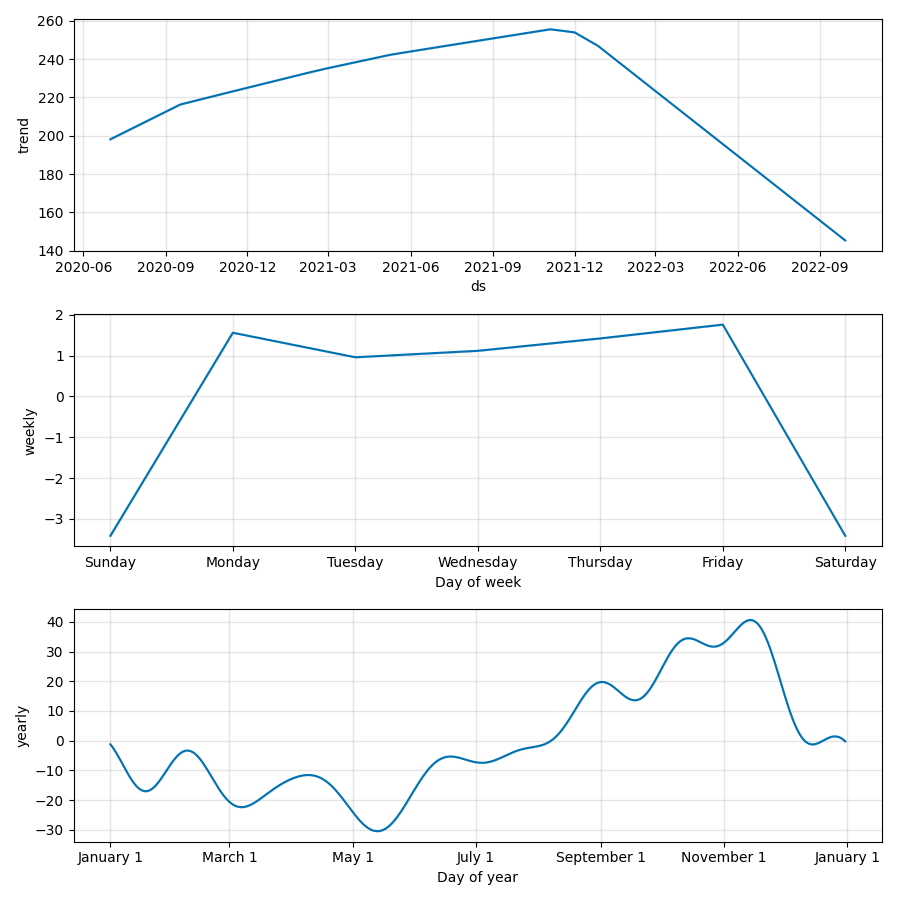 260
240
220
200
180
160
140
trend
2020-06 2020-09 2020-12 2021-03 2021-06 2021-09 2021-12 2022-03 2022-06 2022-09
ds
2
1
0
−1
−2
−3
weekly
Sunday Monday Tuesday Wednesday Thursday Friday Saturday
Day of week
40
30
20
10
0
−10
−20
−30
yearly
January 1 March 1 May 1 July 1 September 1 November 1 January 1
Day of year